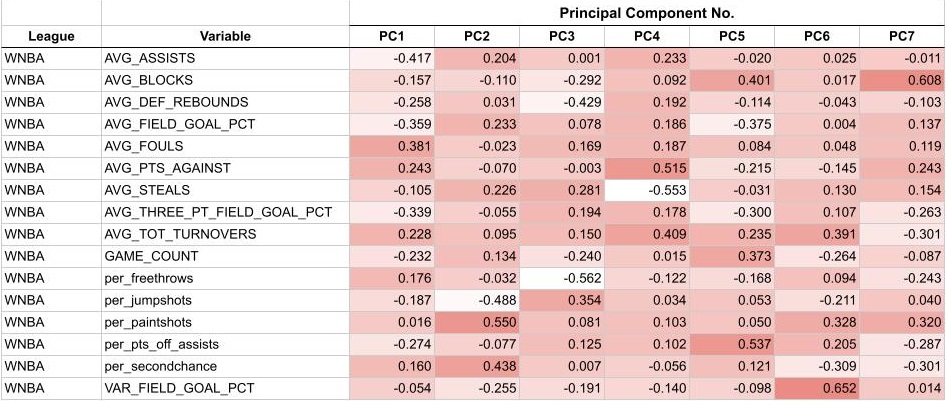 Principal Component No.
League Variable PC1 PC2 PC3 PC4 PC5 PC6 PC7
WNBA AVG_ASSISTS -0.417 0.204 0.001 0.233 -0.020 0.025 -0.011
WNBA AVG_BLOCKS -0.157 -0.110 -0.292 0.092 0.401 0.017 0.608
WNBA AVG_DEF_REBOUNDS -0.258 0.031 -0.429 0.192 -0.114 -0.043 -0.103
WNBA AVG_FIELD_GOAL_PCT -0.359 0.233 0.078 0.186 -0.375 0.004 0.137
WNBA AVG_FOULS 0.381 -0.023 0.169 0.187 0.084 0.048 0.119
WNBA AVG_PTS_AGAINST 0.243 -0.070 -0.003 0.515 -0.215 -0.145 0.243
WNBA AVG_STEALS -0.105 0.226 0.281 -0.553 -0.031 0.130 0.154
WNBA AVG_THREE_PT_FIELD_GOAL_PCT -0.339 -0.055 0.194 0.178 -0.300 0.107 -0.263
WNBA AVG_TOT_TURNOVERS 0.228 0.095 0.150 0.409 0.235 0.391 -0.301
WNBA GAME_COUNT -0.232 0.134 -0.240 0.015 0.373 -0.264 -0.087
WNBA per_freethrows 0.176 -0.032 -0.562 -0.122 -0.168 0.094 -0.243
WNBA per_jumpshots -0.187 -0.488 0.354 0.034 0.053 -0.211 0.040
WNBA per_paintshots 0.016 0.550 0.081 0.103 0.050 0.328 0.320
WNBA per_pts_off_assists -0.274 -0.077 0.125 0.102 0.537 0.205 -0.287
WNBA per_secondchance 0.160 0.438 0.007 -0.056 0.121 -0.309 -0.301
WNBA VAR_FIELD_GOAL_PCT -0.054 -0.255 -0.191 -0.140 -0.098 0.652 0.014